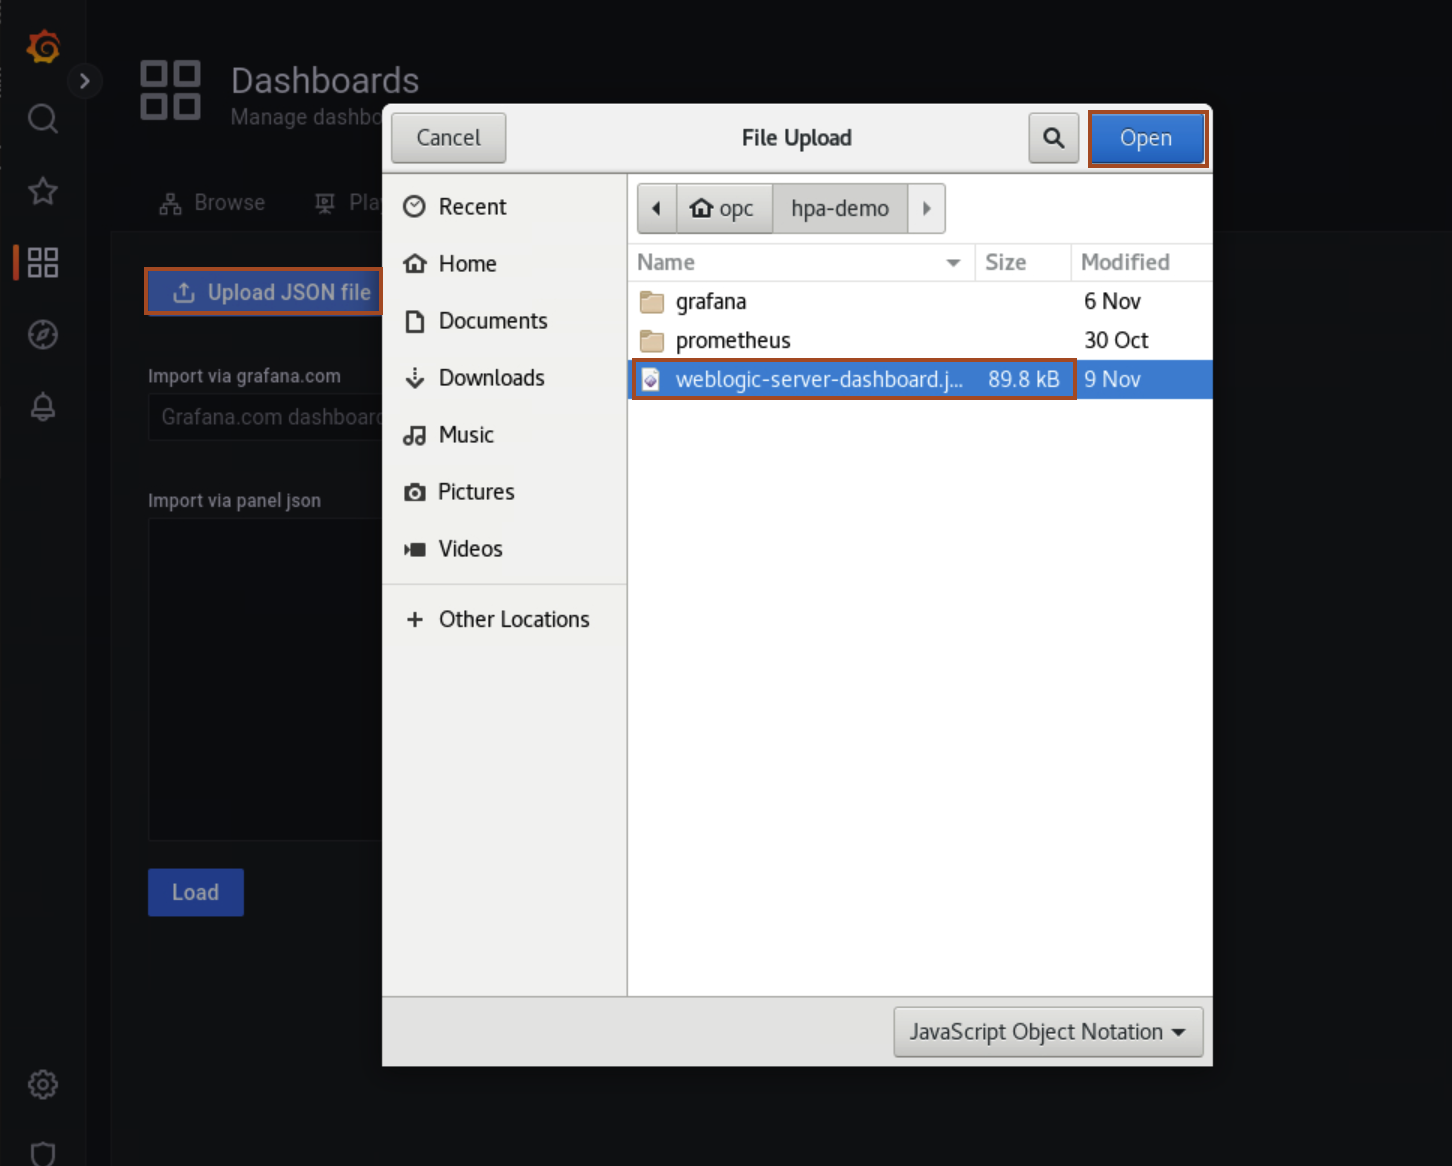 Dashboards
Manage dashbo
Browse
Pla
Upload JSON file
Import via grafana.com
Grafana.com dashboard
Import via panel json
Load
Cancel
File Upload
Open
Recent
Home
Documents
Downloads
Music
Pictures
Videos
Other Locations
opc
hpa-demo
Name
Size
Modified
grafana
6 Nov
prometheus
30 Oct
weblogic-server-dashboard.j...
89.8 kB
9 Nov
JavaScript Object Notation